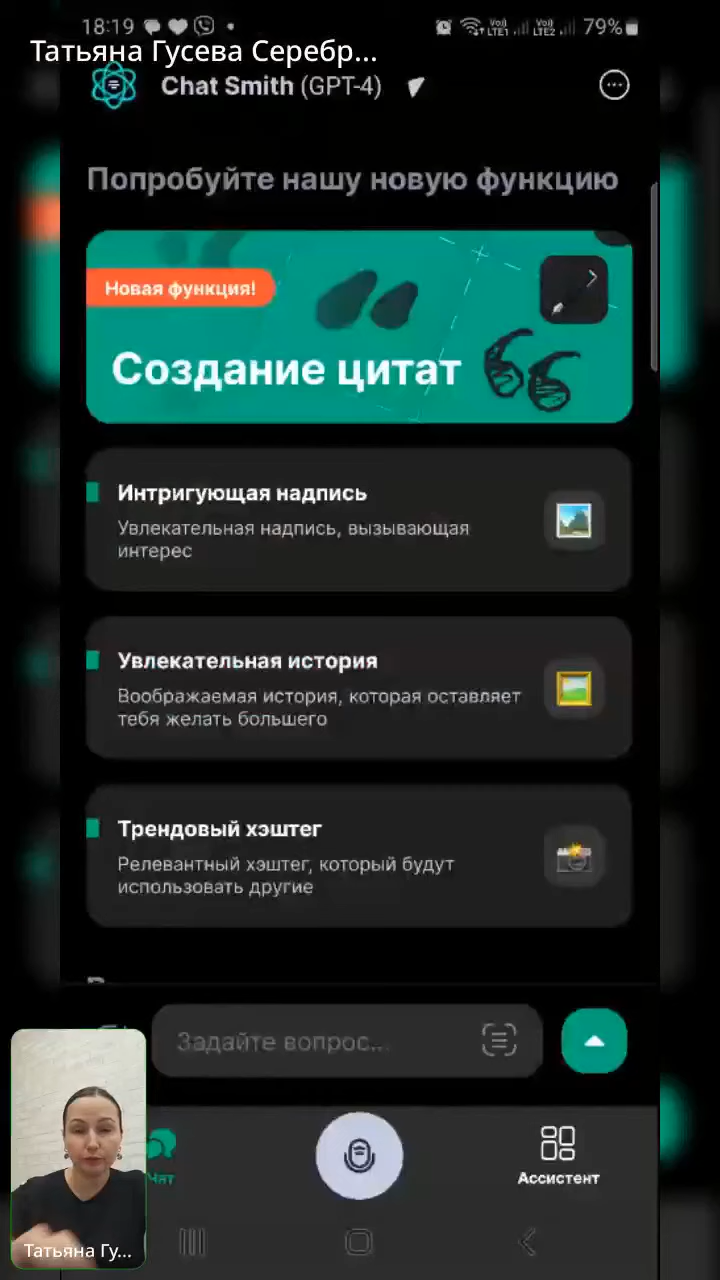 18:19
79%
Татьяна Гусева Серебр...
Chat Smith (GPT-4)
Попробуйте нашу новую функцию
Новая функция!
Создание цитат
Интригующая надпись
Увлекательная надпись, вызывающая
интерес
Увлекательная история
Воображаемая история, которая оставляет
тебя желать большего
Трендовый хэштег
Релевантный хэштег, который будут
использовать другие
Задайте вопрос...
Чат
Ассистент
Татьяна Гу...